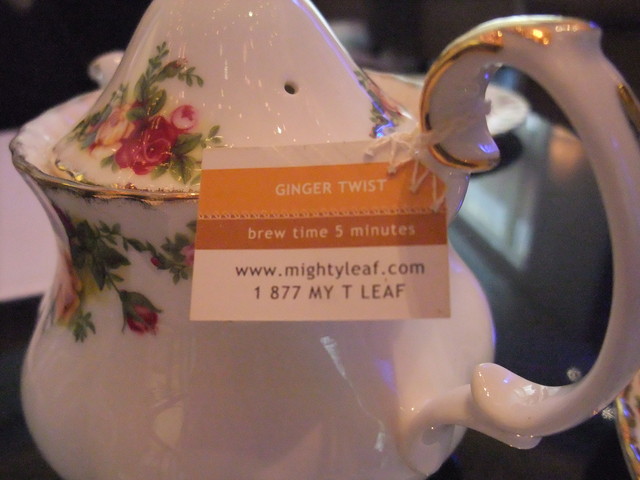 GINGER TWIST
brew time 5 minutes
www.mightyleaf.com
1 877 MY T LEAF